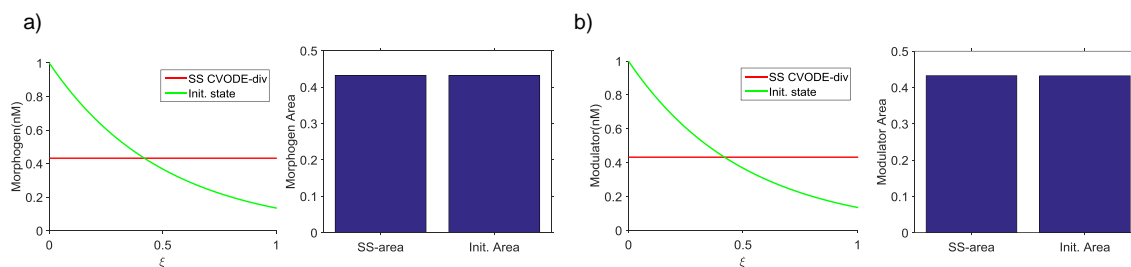 a)
Morphogen(nM)
1
0.8
0.6
0.4
0.2
0
SS CVODE-div
Init. state
0
0.5
1
ξ
Morphogen Area
0.5
0.4
0.3
0.2
0.1
0
SS-area
Init. Area
b)
Modulator(nM)
1
0.8
0.6
0.4
0.2
0
SS CVODE-div
Init. state
0
0.5
1
ξ
Modulator Area
0.5
0.4
0.3
0.2
0.1
0
SS-area
Init. Area